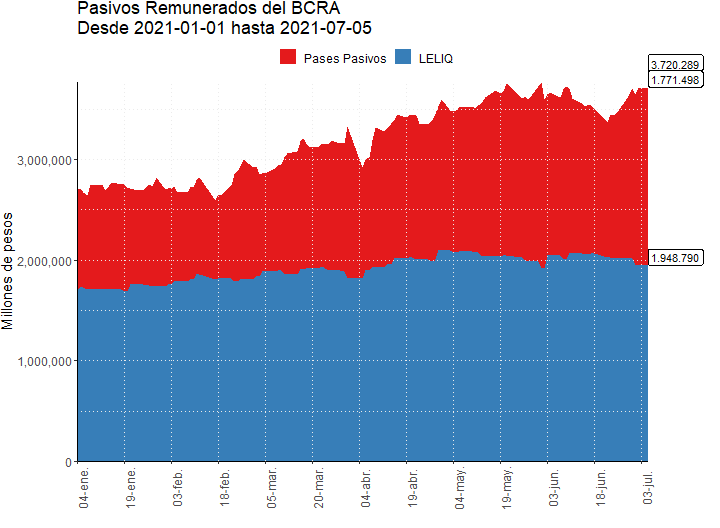 Pasivos Remunerados del BCRA
Desde 2021-01-01 hasta 2021-07-05
Pases Pasivos LELIQ
3.720.289
1.771.498
3,000,000
1.948.790
2,000,000
1,000,000
0
Millones de pesos
04-ene. 19-ene. 03-feb. 18-feb. 05-mar. 20-mar. 04-abr. 19-abr. 04-may. 19-may. 03-jun. 18-jun. 03-jul.